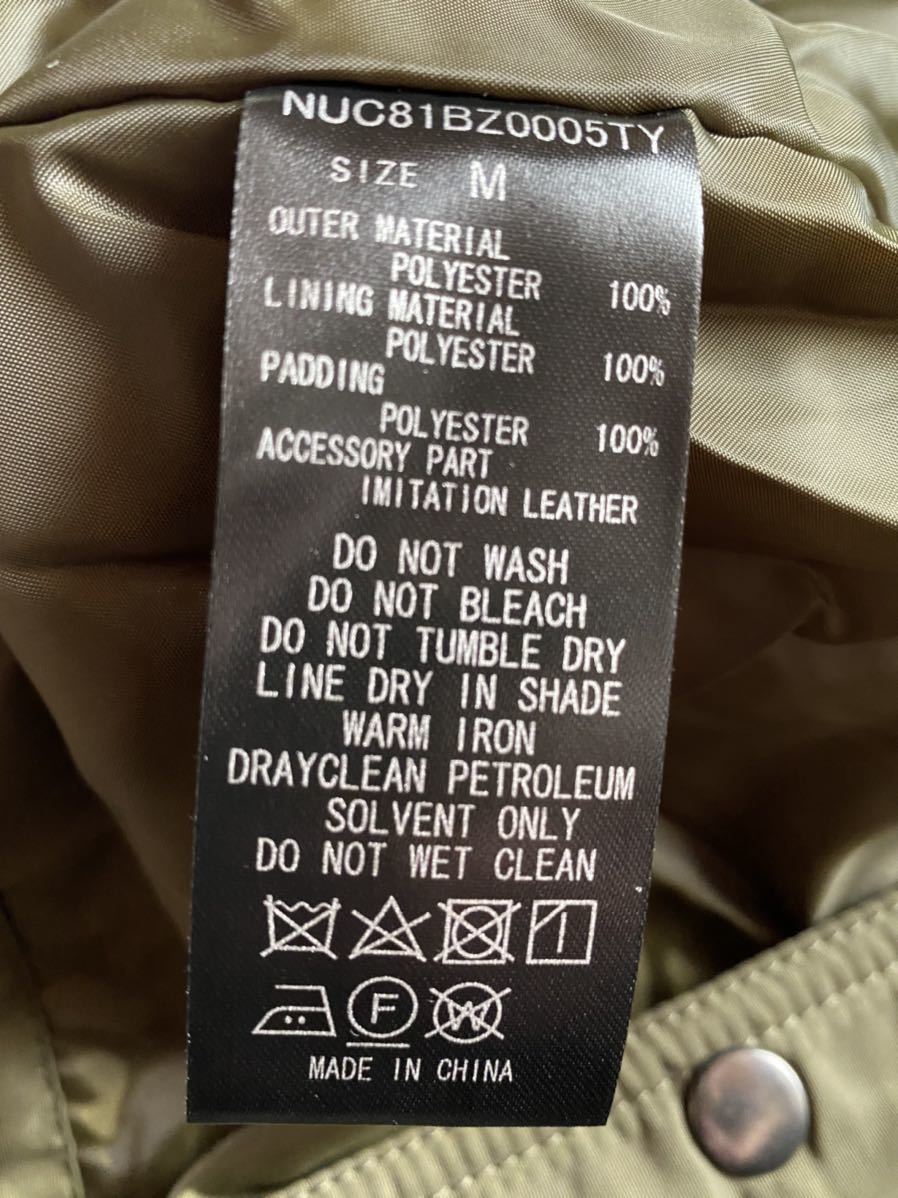 NUC81BZ0005TY
SIZE M
OUTER MATERIAL
POLYESTER 100%
LINING MATERIAL
POLYESTER 100%
PADDING
POLYESTER 100%
ACCESSORY PART
IMITATION LEATHER
DO NOT WASH
DO NOT BLEACH
DO NOT TUMBLE DRY
LINE DRY IN SHADE
WARM IRON
DRAYCLEAN PETROLEUM
SOLVENT ONLY
DO NOT WET CLEAN
F W
MADE IN CHINA